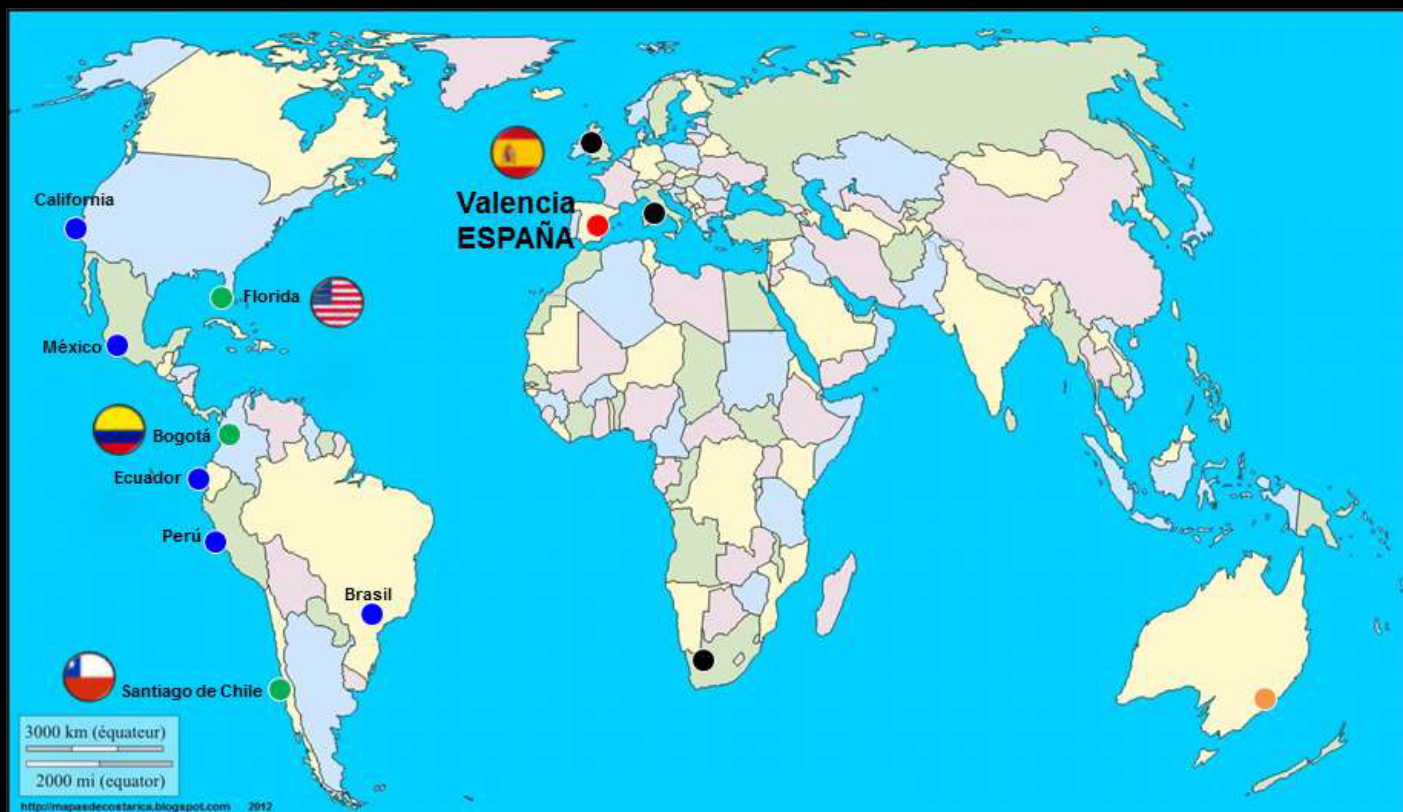 California
Valencia
ESPAÑA
Florida
México
Bogotá
Ecuador
Perú
Brasil
Santiago de Chile
3000 km (équateur)
2000 mi (equator)
http://mapasdecostarica.blogspot.com 2012